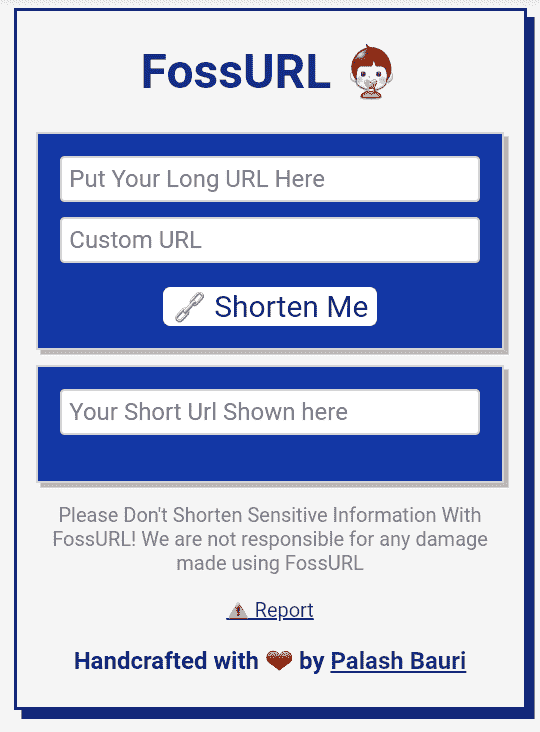 FossURL
Put Your Long URL Here
Custom URL
Shorten Me
Your Short Url Shown here
Please Don't Shorten Sensitive Information With
FossURL! We are not responsible for any damage
made using FossURL
Report
Handcrafted with ❤️ by Palash Bauri